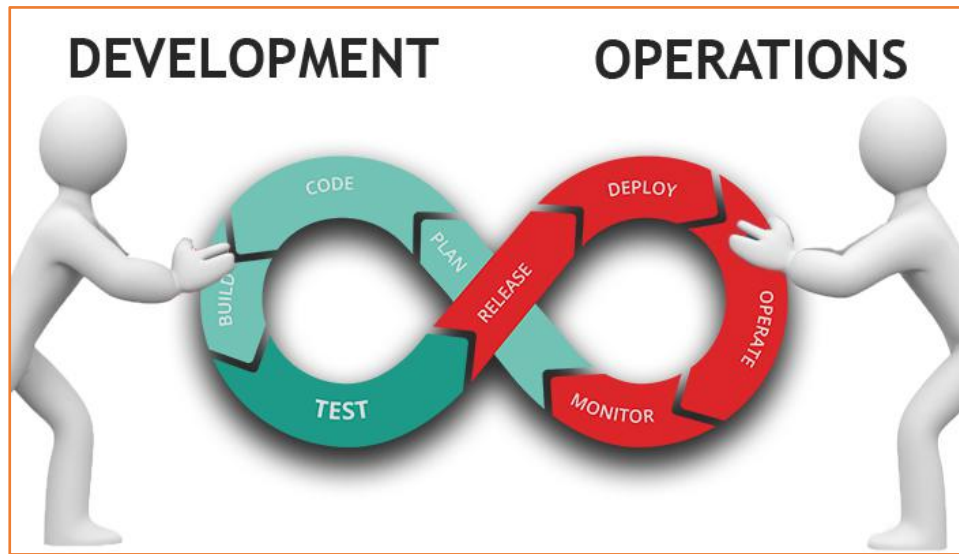 DEVELOPMENT
OPERATIONS
CODE
DEPLOY
PLAN
BUILD
RELEASE
OPERATE
TEST
MONITOR